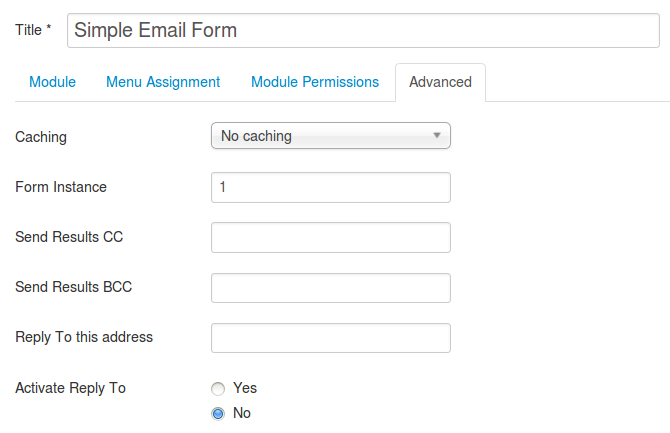 Title * Simple Email Form
Module Menu Assignment Module Permissions Advanced
Caching No caching
Form Instance 1
Send Results CC
Send Results BCC
Reply To this address
Activate Reply To Yes
No